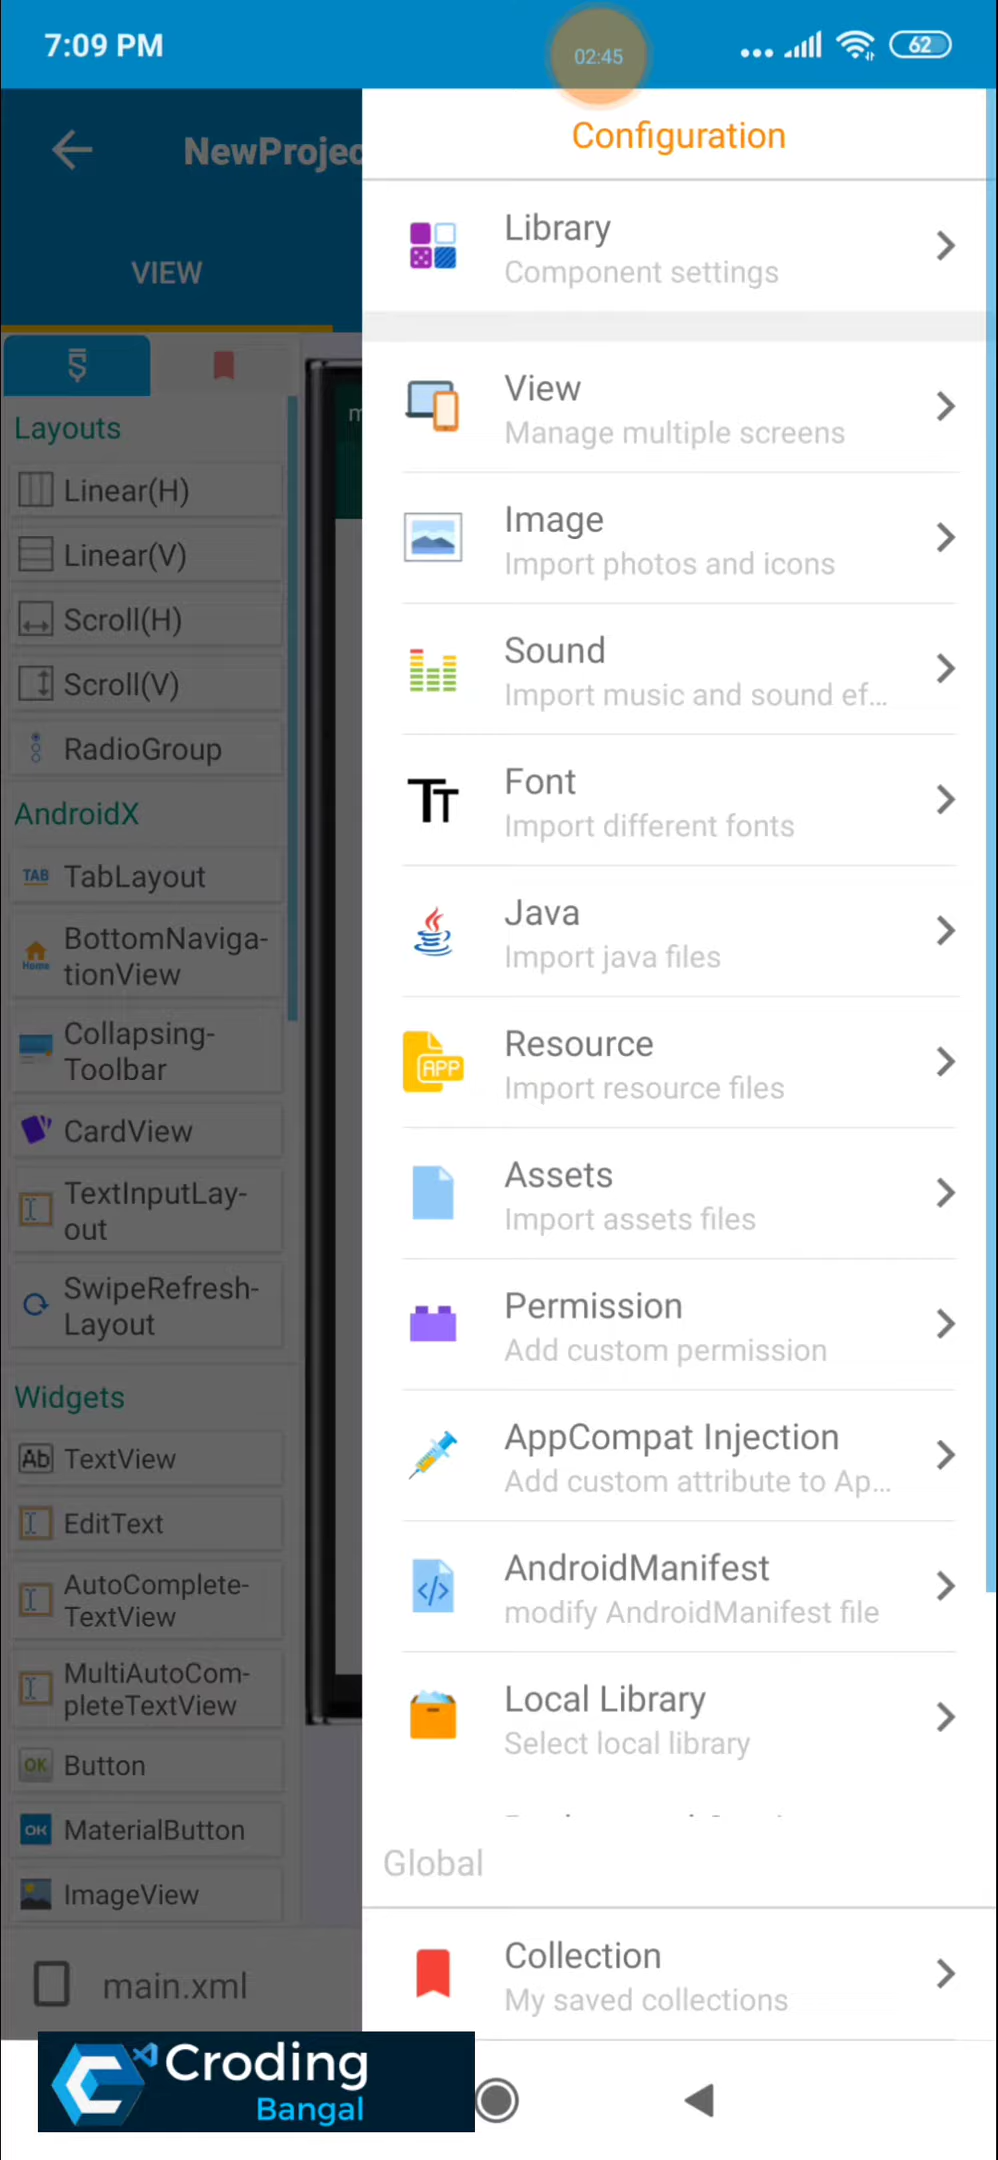 7:09 PM
02:45
62
NewProjec
Configuration
VIEW
Library
Component settings
View
Manage multiple screens
Image
Import photos and icons
Sound
Import music and sound ef...
Font
Import different fonts
Java
Import java files
Resource
APP
Import resource files
Assets
Import assets files
Permission
Add custom permission
AppCompat Injection
Add custom attribute to Ap...
AndroidManifest
modify AndroidManifest file
Local Library
Select local library
Global
Collection
My saved collections
Layouts
m
Linear(H)
Linear(V)
Scroll(H)
Scroll(V)
RadioGroup
AndroidX
TAB TabLayout
BottomNaviga-
tionView
Home
Collapsing-
Toolbar
CardView
TextInputLay-
out
SwipeRefresh-
Layout
Widgets
Ab TextView
EditText
AutoComplete-
TextView
MultiAutoCom-
pleteTextView
OK Button
OK MaterialButton
ImageView
main.xml
Croding
Bangal